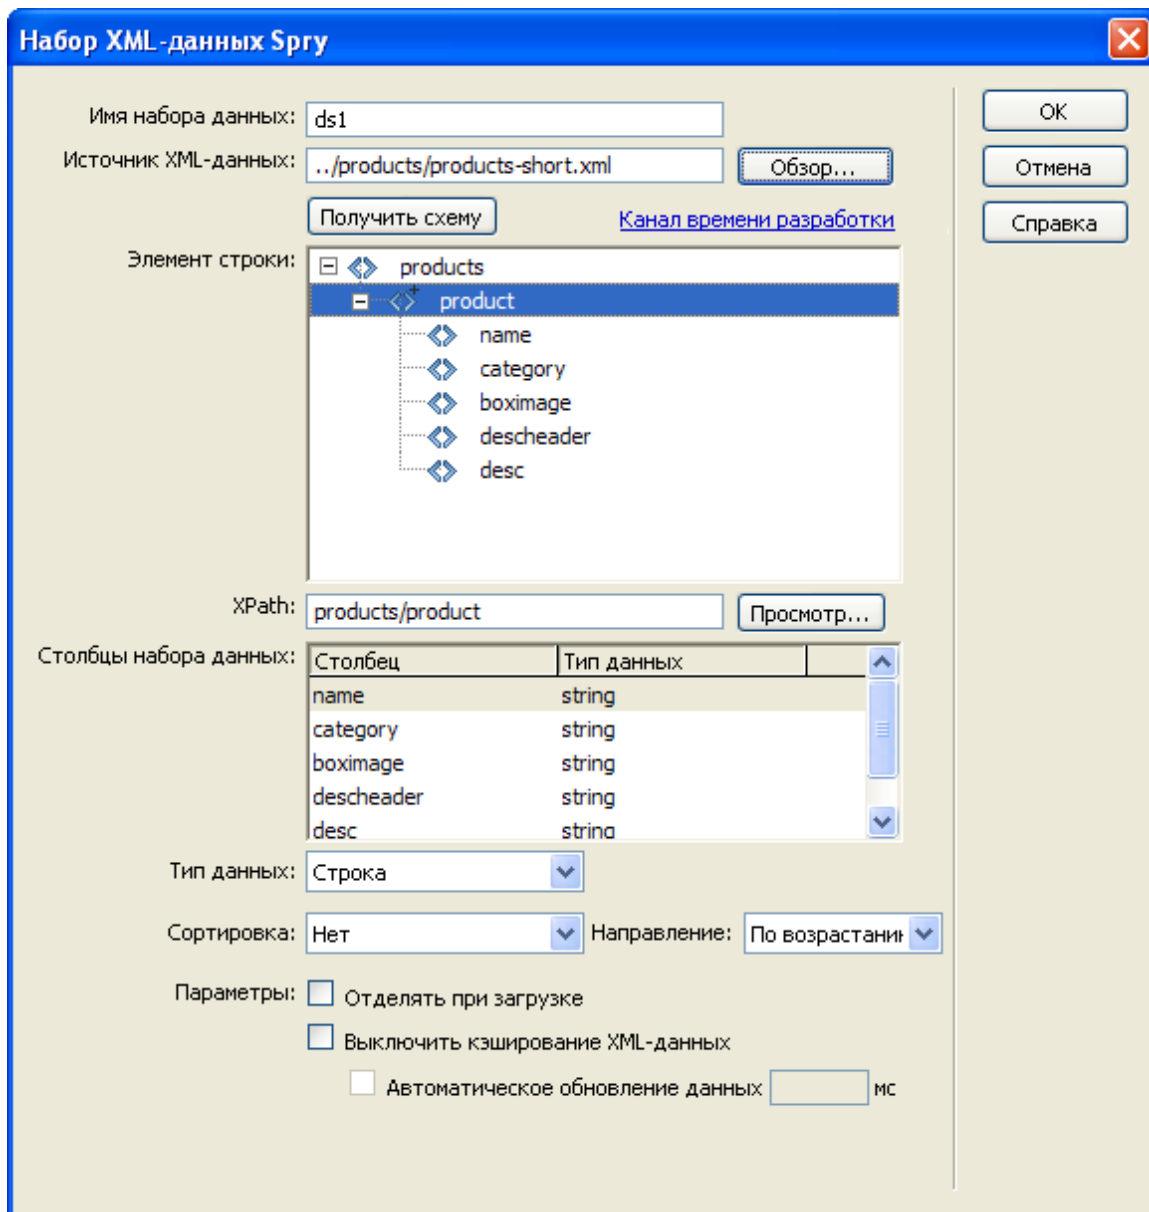 Набор XML-данных Spry
Имя набора данных: ds1
OK
Источник XML-данных: ../products/products-short.xml Обзор...
Отмена
Получить схему Канал времени разработки
Справка
Элемент строки: products
product
name
category
boximage
descheader
desc
XPath: products/product Просмотр...
Столбцы набора данных: Столбец Тип данных
name string
category string
boximage string
descheader string
desc string
Тип данных: Строка
Сортировка: Нет Направление: По возрастани
Параметры: Отделять при загрузке
Выключить кэширование XML-данных
Автоматическое обновление данных мс